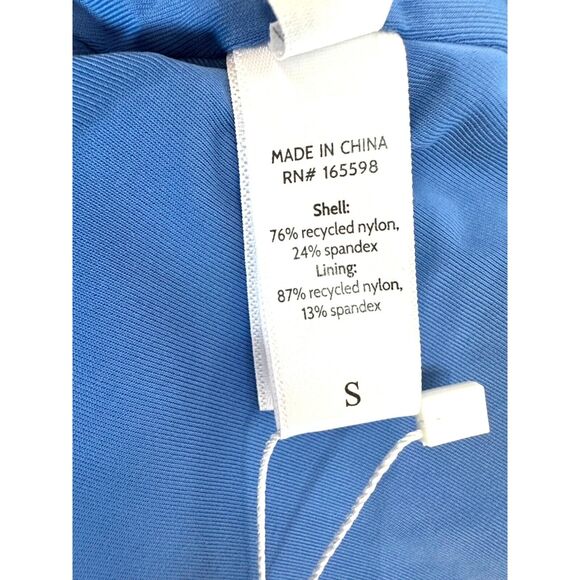 MADE IN CHINA
RN# 165598
Shell:
76% recycled nylon,
24% spandex
Lining:
87% recycled nylon,
13% spandex
S